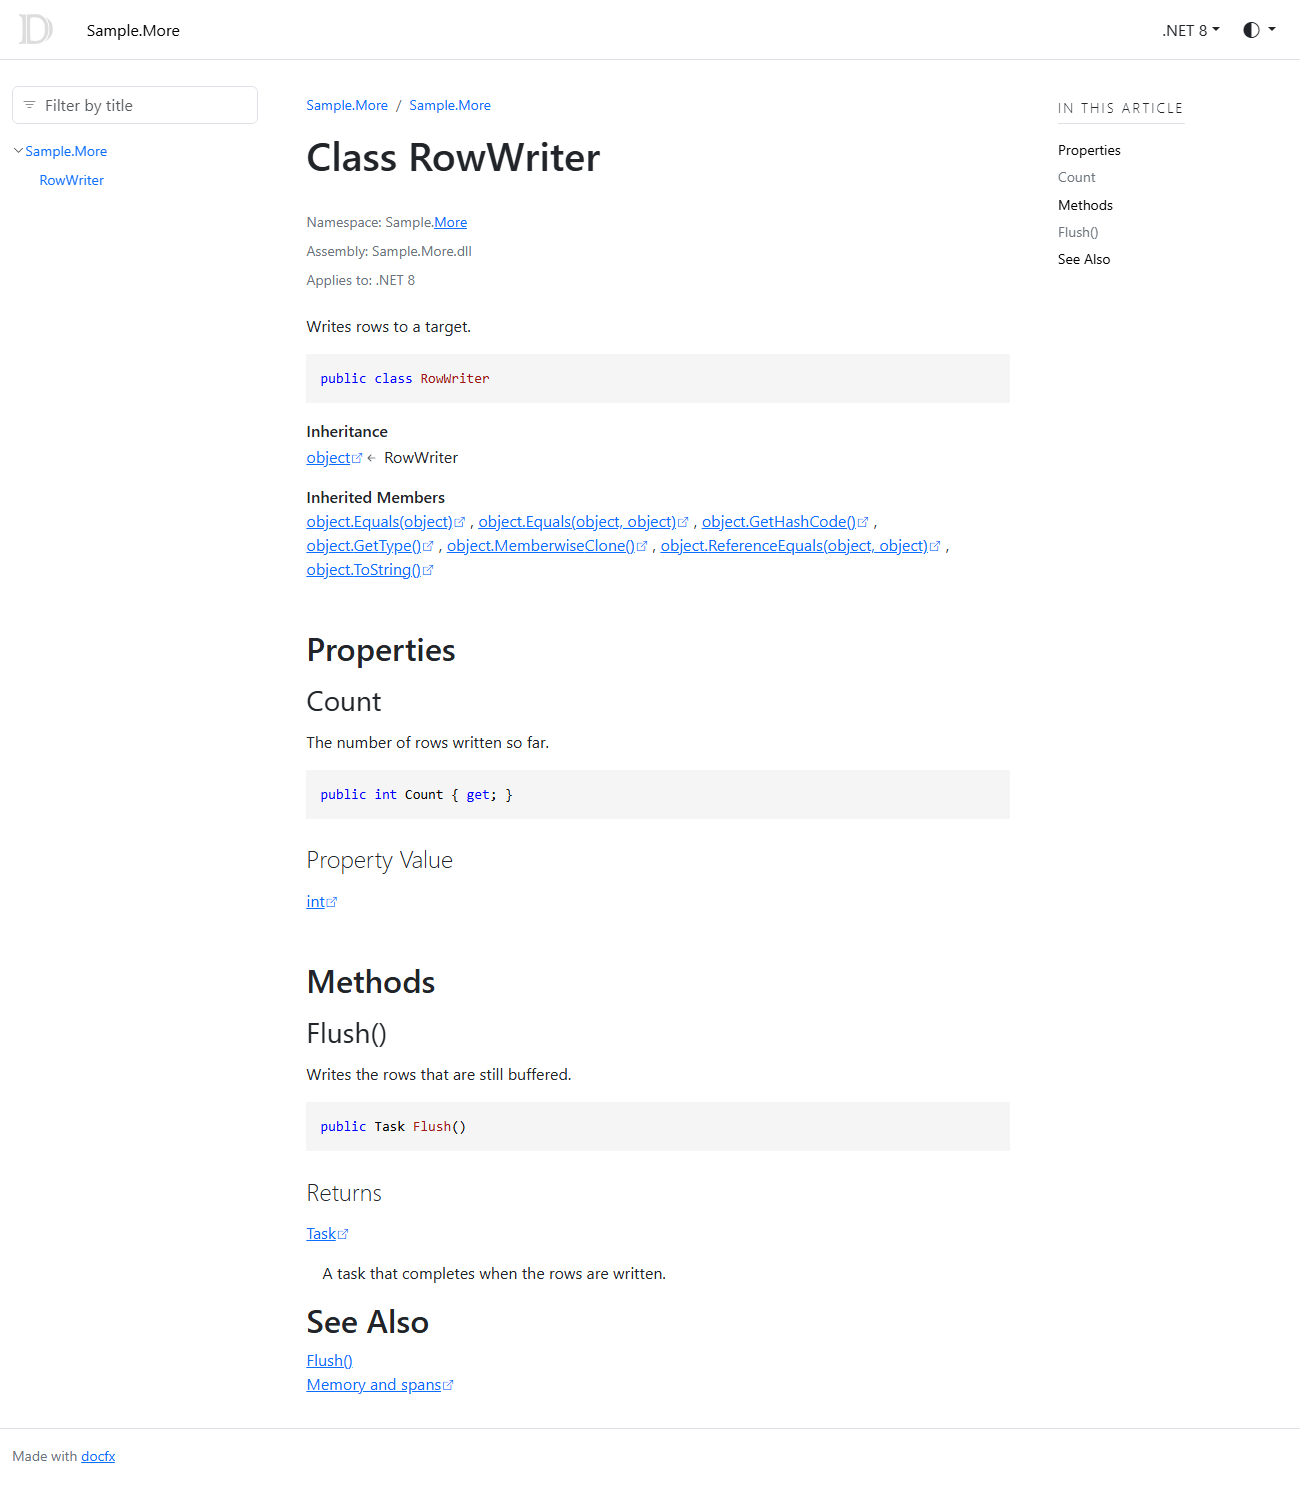 D Sample.More .NET 8
Filter by title
Sample.More
RowWriter
Sample.More / Sample.More
Class RowWriter
Namespace: Sample.More
Assembly: Sample.More.dll
Applies to: .NET 8
Writes rows to a target.
public class RowWriter
Inheritance
object ← RowWriter
Inherited Members
object.Equals(object) , object.Equals(object, object) , object.GetHashCode() ,
object.GetType() , object.MemberwiseClone() , object.ReferenceEquals(object, object) ,
object.ToString()
Properties
Count
The number of rows written so far.
public int Count { get; }
Property Value
int
Methods
Flush()
Writes the rows that are still buffered.
public Task Flush()
Returns
Task
A task that completes when the rows are written.
See Also
Flush()
Memory and spans
IN THIS ARTICLE
Properties
Count
Methods
Flush()
See Also
Made with docfx